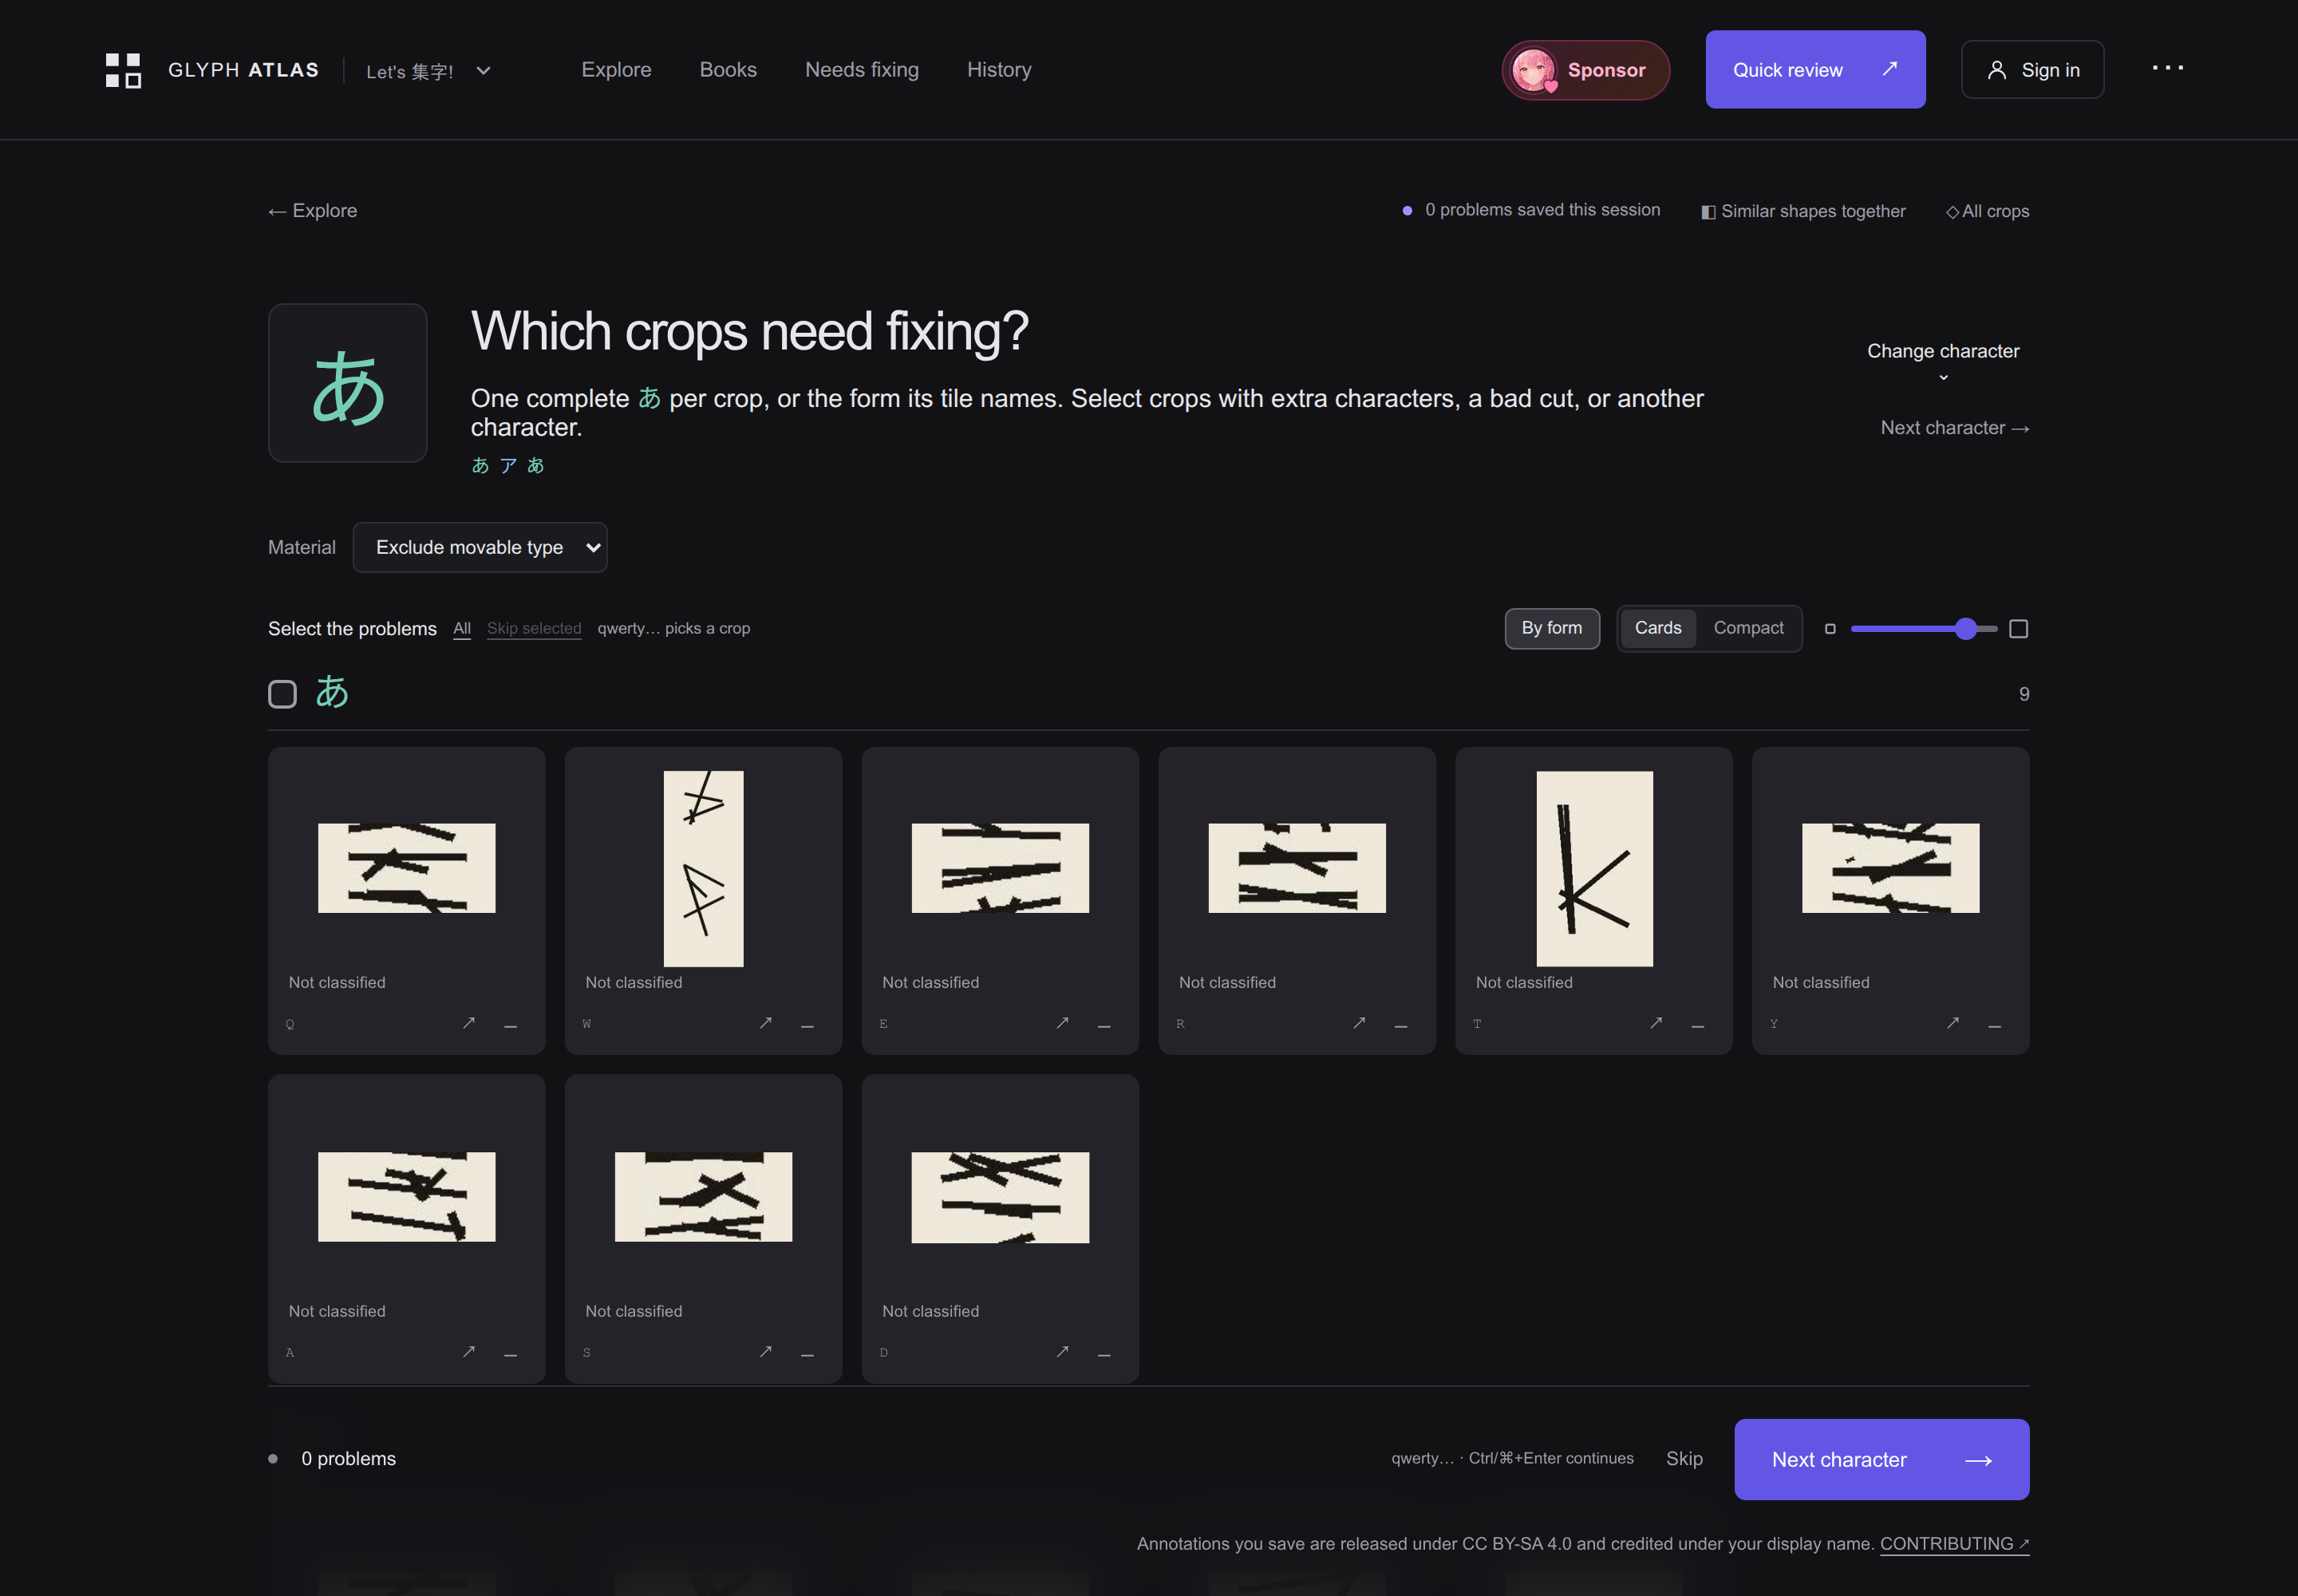 GLYPH ATLAS Let's 集字! Explore Books Needs fixing History Sponsor Quick review ↗ Sign in ···
← Explore 0 problems saved this session ◧ Similar shapes together ◇ All crops
あ
Which crops need fixing?
One complete あ per crop, or the form its tile names. Select crops with extra characters, a bad cut, or another
character.
あ ア あ
Change character
Next character →
Material Exclude movable type
Select the problems All Skip selected qwerty… picks a crop By form Cards Compact
あ 9
Not classified Not classified Not classified Not classified Not classified Not classified
Q ↗ – W ↗ – E ↗ – R ↗ – T ↗ – Y ↗ –
Not classified Not classified Not classified
A ↗ – S ↗ – D ↗ –
0 problems qwerty… · Ctrl/⌘+Enter continues Skip Next character →
Annotations you save are released under CC BY-SA 4.0 and credited under your display name. CONTRIBUTING ↗